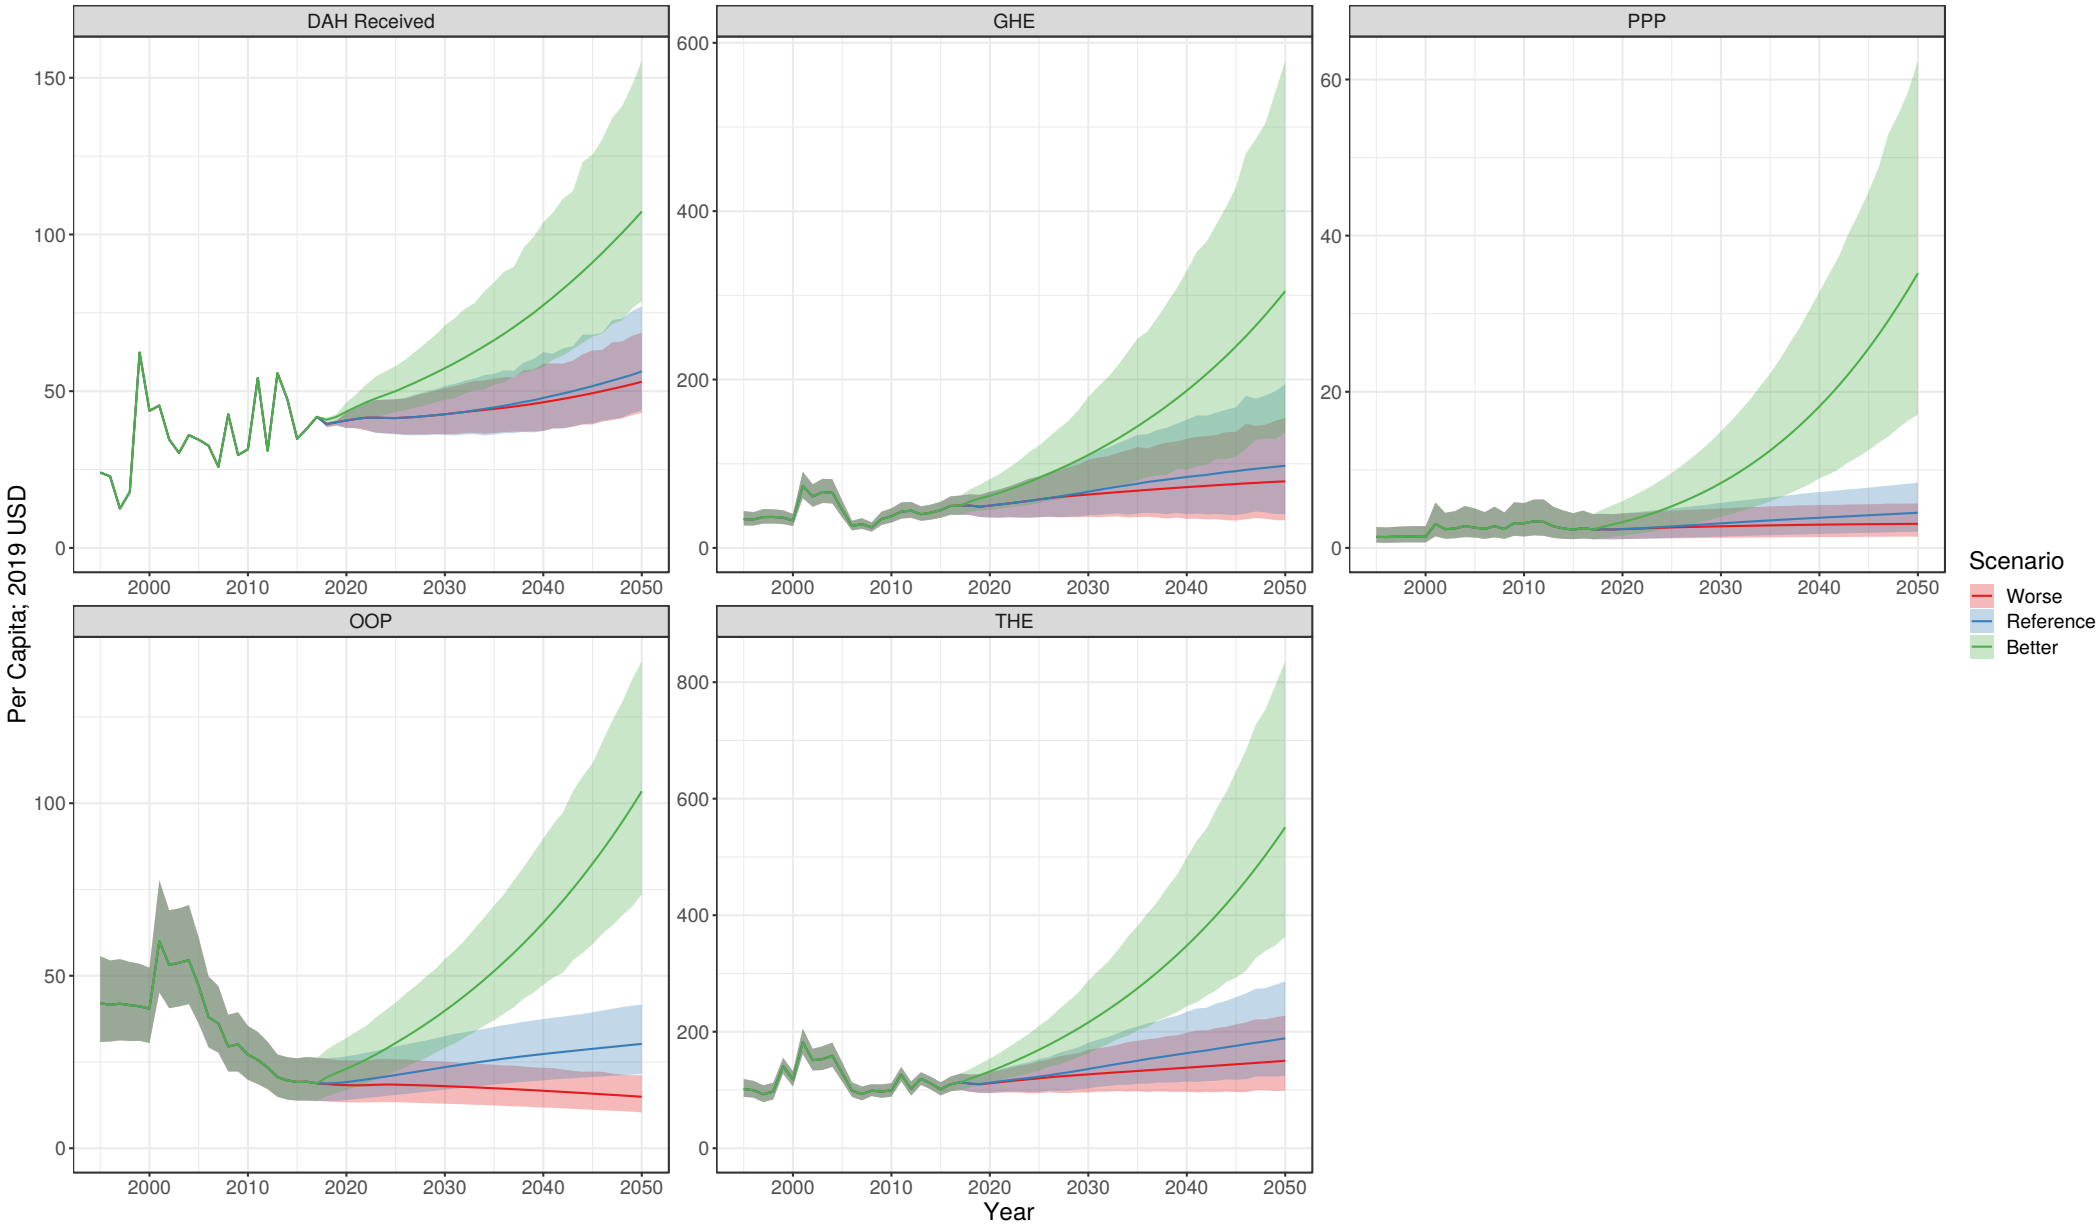 DAH Received
GHE
PPP
150
100
50
0
600
400
200
0
60
40
20
0
2000 2010 2020 2030 2040 2050
2000 2010 2020 2030 2040 2050
2000 2010 2020 2030 2040 2050
OOP
THE
100
50
0
800
600
400
200
0
2000 2010 2020 2030 2040 2050
2000 2010 2020 2030 2040 2050
Per Capita; 2019 USD
Year
Scenario
Worse
Reference
Better